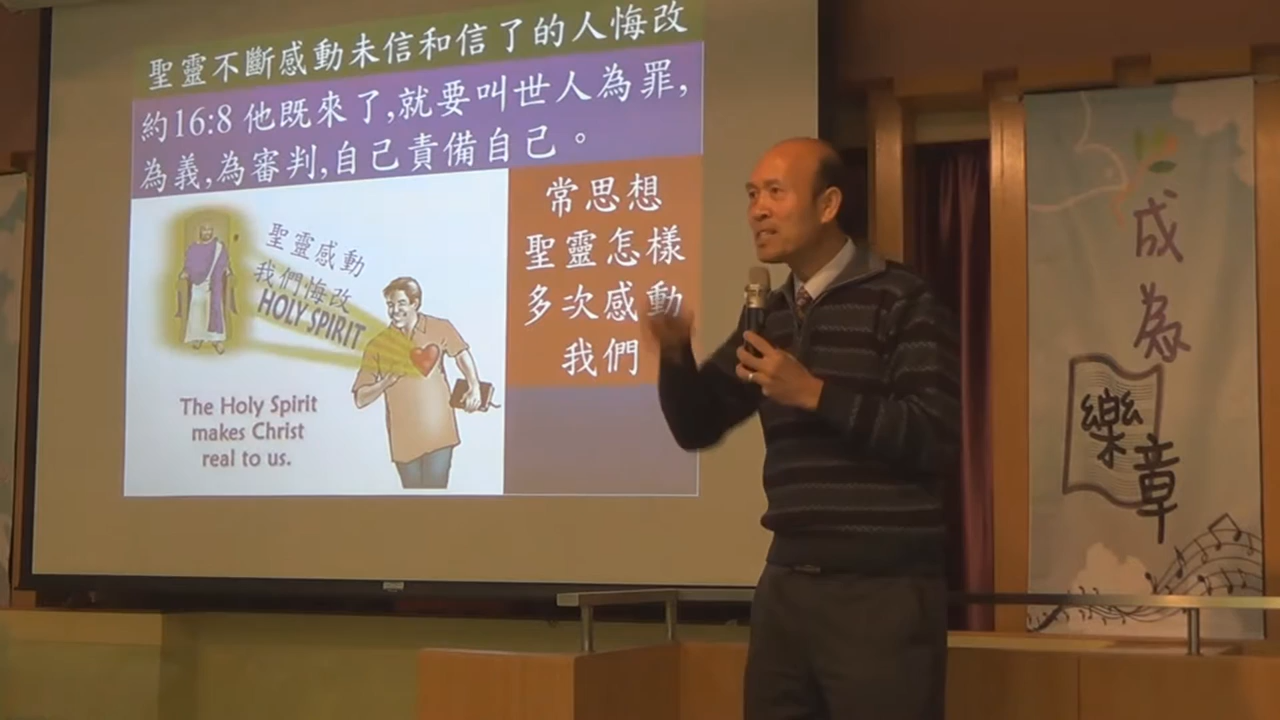 聖靈不斷感動未信和信了的人悔改
約16:8 他既來了,就要叫世人為罪,
為義,為審判,自己責備自己。
聖靈感動
我們悔改
HOLY SPIRIT
The Holy Spirit
makes Christ
real to us.
常思想
聖靈怎樣
多次感動
我們
成為
樂章